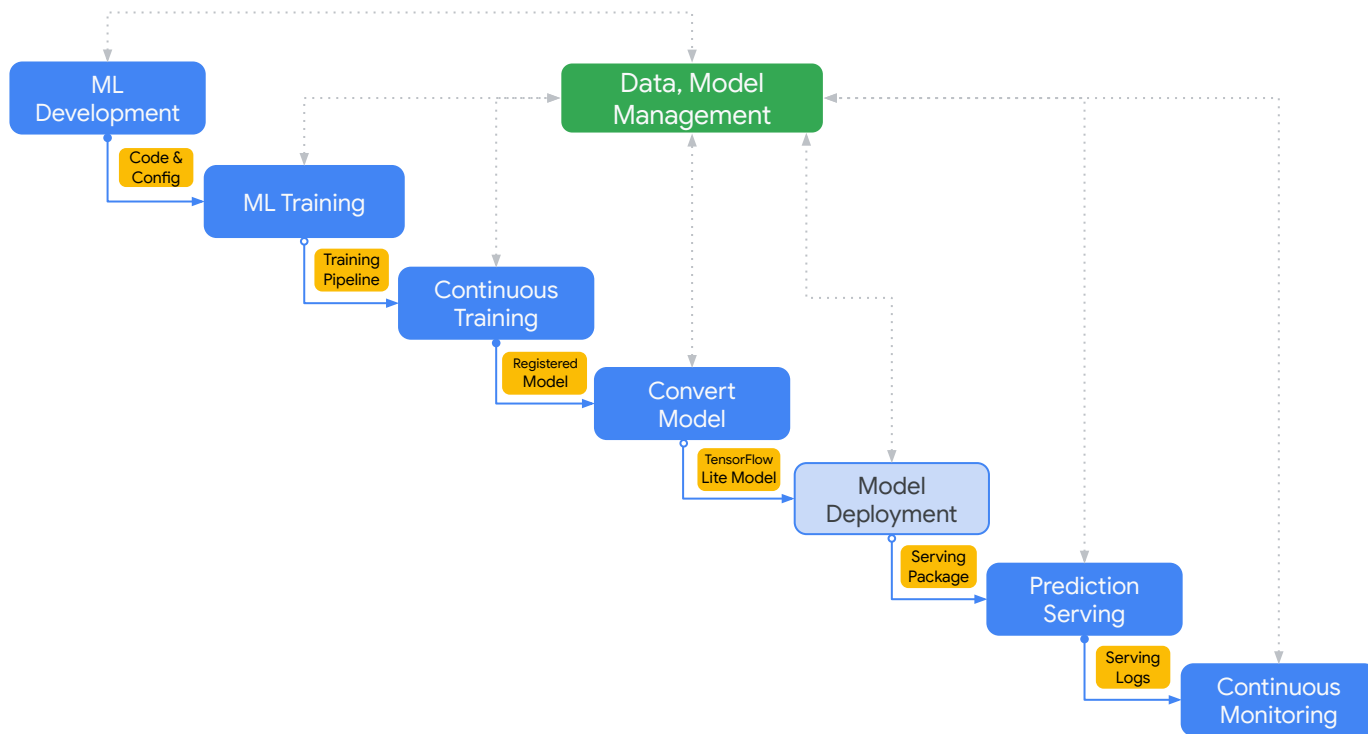 ML
Development
Data, Model
Management
Code &
Config
ML Training
Training
Pipeline
Continuous
Training
Registered
Model
Convert
Model
TensorFlow
Lite Model
Model
Deployment
Serving
Package
Prediction
Serving
Serving
Logs
Continuous
Monitoring